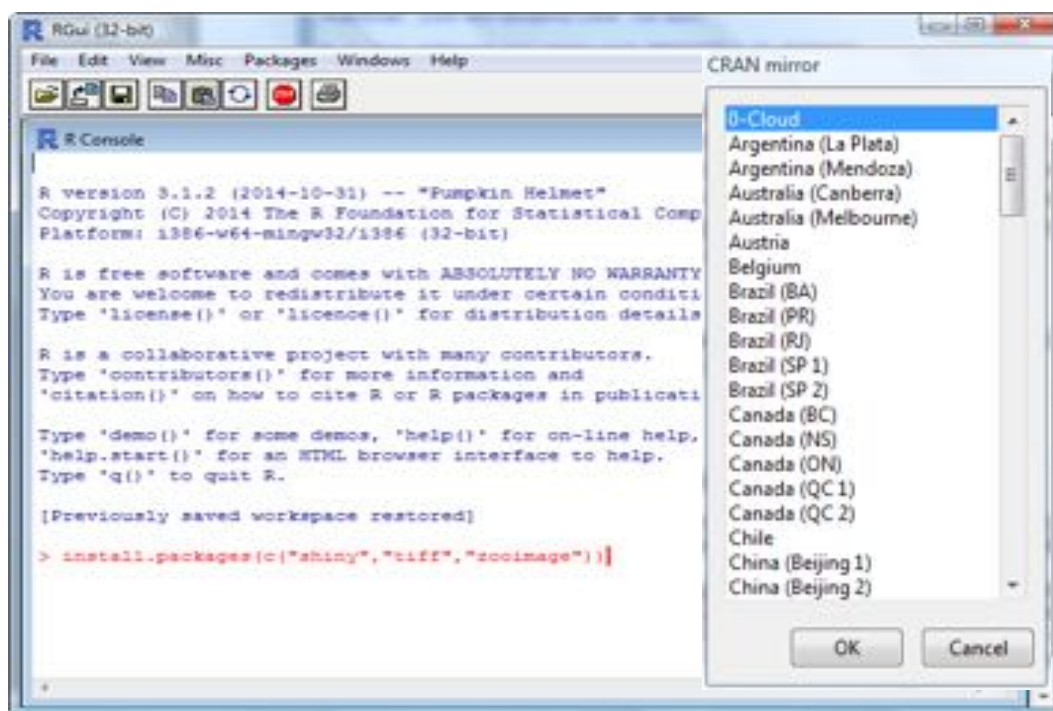 RGui (32-bit)
File Edit View Misc Packages Windows Help
STOP
R Console
R version 3.1.2 (2014-10-31) -- "Pumpkin Helmet"
Copyright (C) 2014 The R Foundation for Statistical Comp
Platform: i386-w64-mingw32/i386 (32-bit)
R is free software and comes with ABSOLUTELY NO WARRANTY
You are welcome to redistribute it under certain conditi
Type 'license()' or 'licence()' for distribution details
R is a collaborative project with many contributors.
Type 'contributors()' for more information and
'citation()' on how to cite R or R packages in publicati
Type 'demo()' for some demos, 'help()' for on-line help,
'help.start()' for an HTML browser interface to help.
Type 'q()' to quit R.
[Previously saved workspace restored]
> install.packages(c("shiny","tiff","zooimage"))
CRAN mirror
0-Cloud
Argentina (La Plata)
Argentina (Mendoza)
Australia (Canberra)
Australia (Melbourne)
Austria
Belgium
Brazil (BA)
Brazil (PR)
Brazil (RJ)
Brazil (SP 1)
Brazil (SP 2)
Canada (BC)
Canada (NS)
Canada (ON)
Canada (QC 1)
Canada (QC 2)
Chile
China (Beijing 1)
China (Beijing 2)
OK Cancel